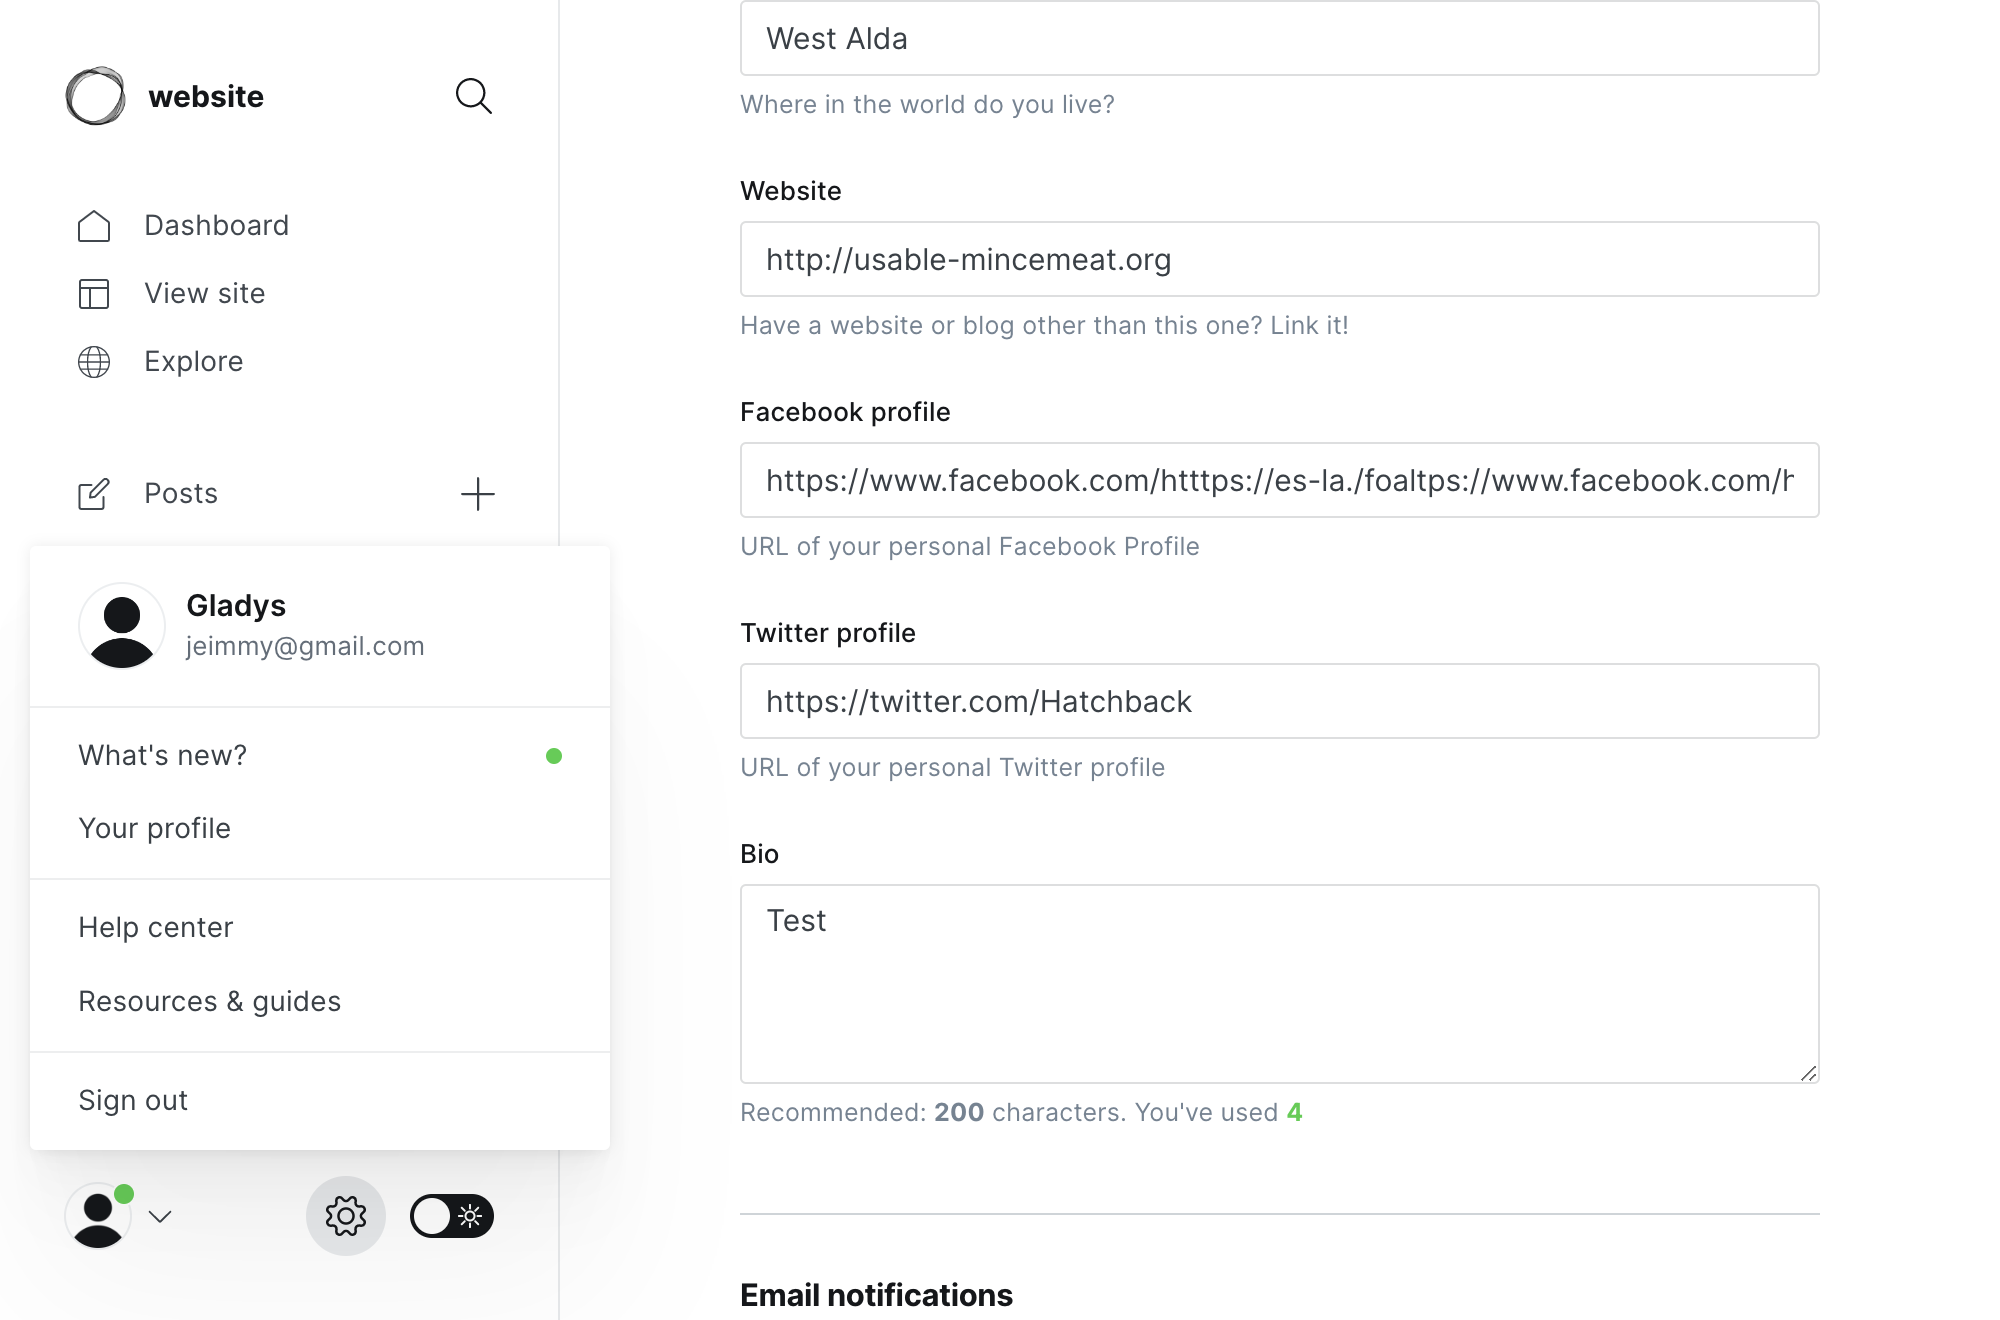 website
Dashboard
View site
Explore
Posts
Gladys
jeimmy@gmail.com
What's new?
Your profile
Help center
Resources & guides
Sign out
West Alda
Where in the world do you live?
Website
http://usable-mincemeat.org
Have a website or blog other than this one? Link it!
Facebook profile
https://www.facebook.com/htttps://es-la./foaltps://www.facebook.com/h
URL of your personal Facebook Profile
Twitter profile
https://twitter.com/Hatchback
URL of your personal Twitter profile
Bio
Test
Recommended: 200 characters. You've used 4
Email notifications